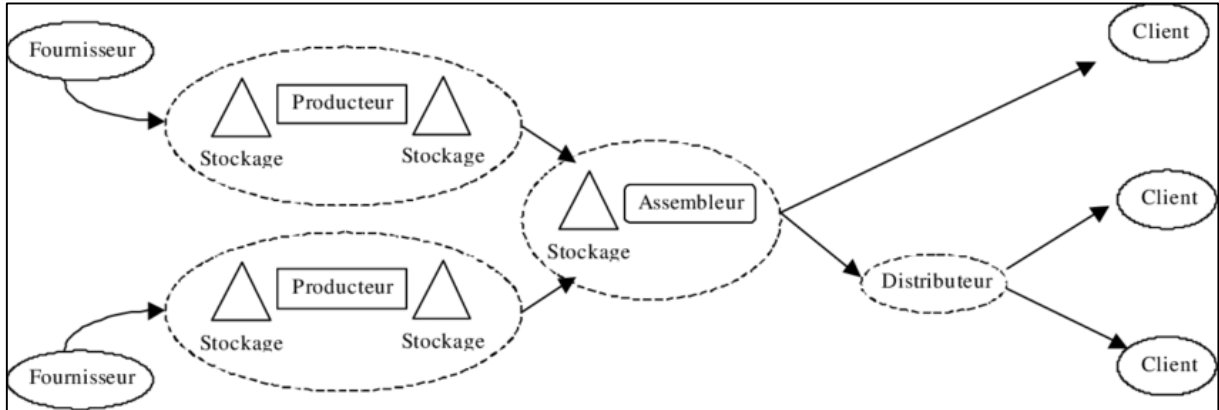 Fournisseur
Producteur
Stockage
Stockage
Producteur
Stockage
Stockage
Fournisseur
Assembleur
Stockage
Distributeur
Client
Client
Client